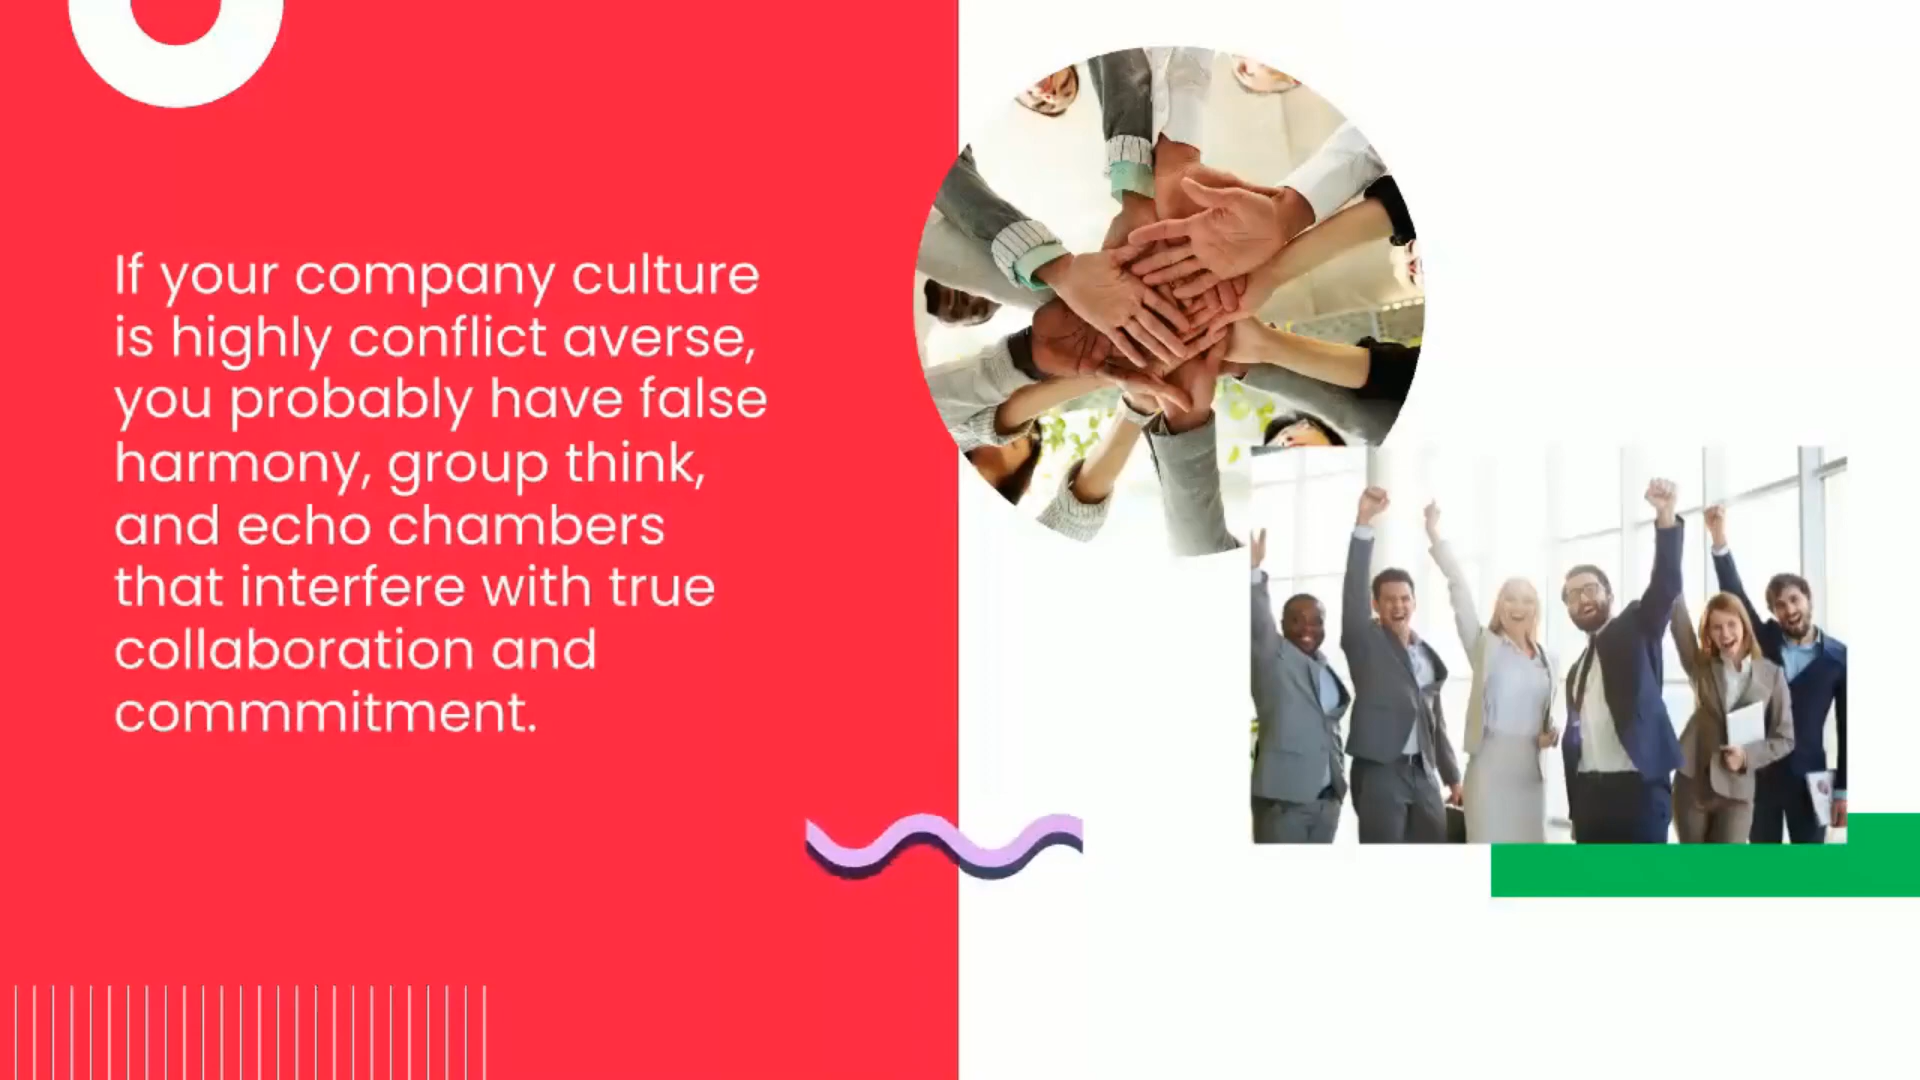 If your company culture
is highly conflict averse,
you probably have false
harmony, group think,
and echo chambers
that interfere with true
collaboration and
commmitment.